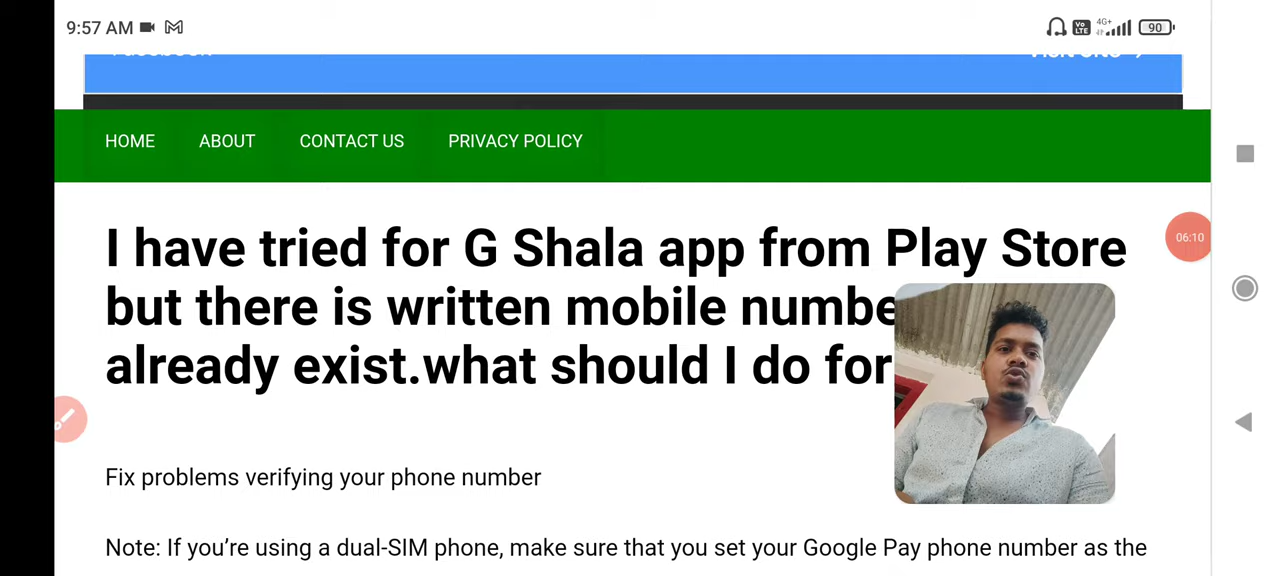 9:57 AM
4G+
Vo
LTE
90
HOME ABOUT CONTACT US PRIVACY POLICY
I have tried for G Shala app from Play Store
but there is written mobile numbe
already exist.what should I do for
06:10
Fix problems verifying your phone number
Note: If you're using a dual-SIM phone, make sure that you set your Google Pay phone number as the